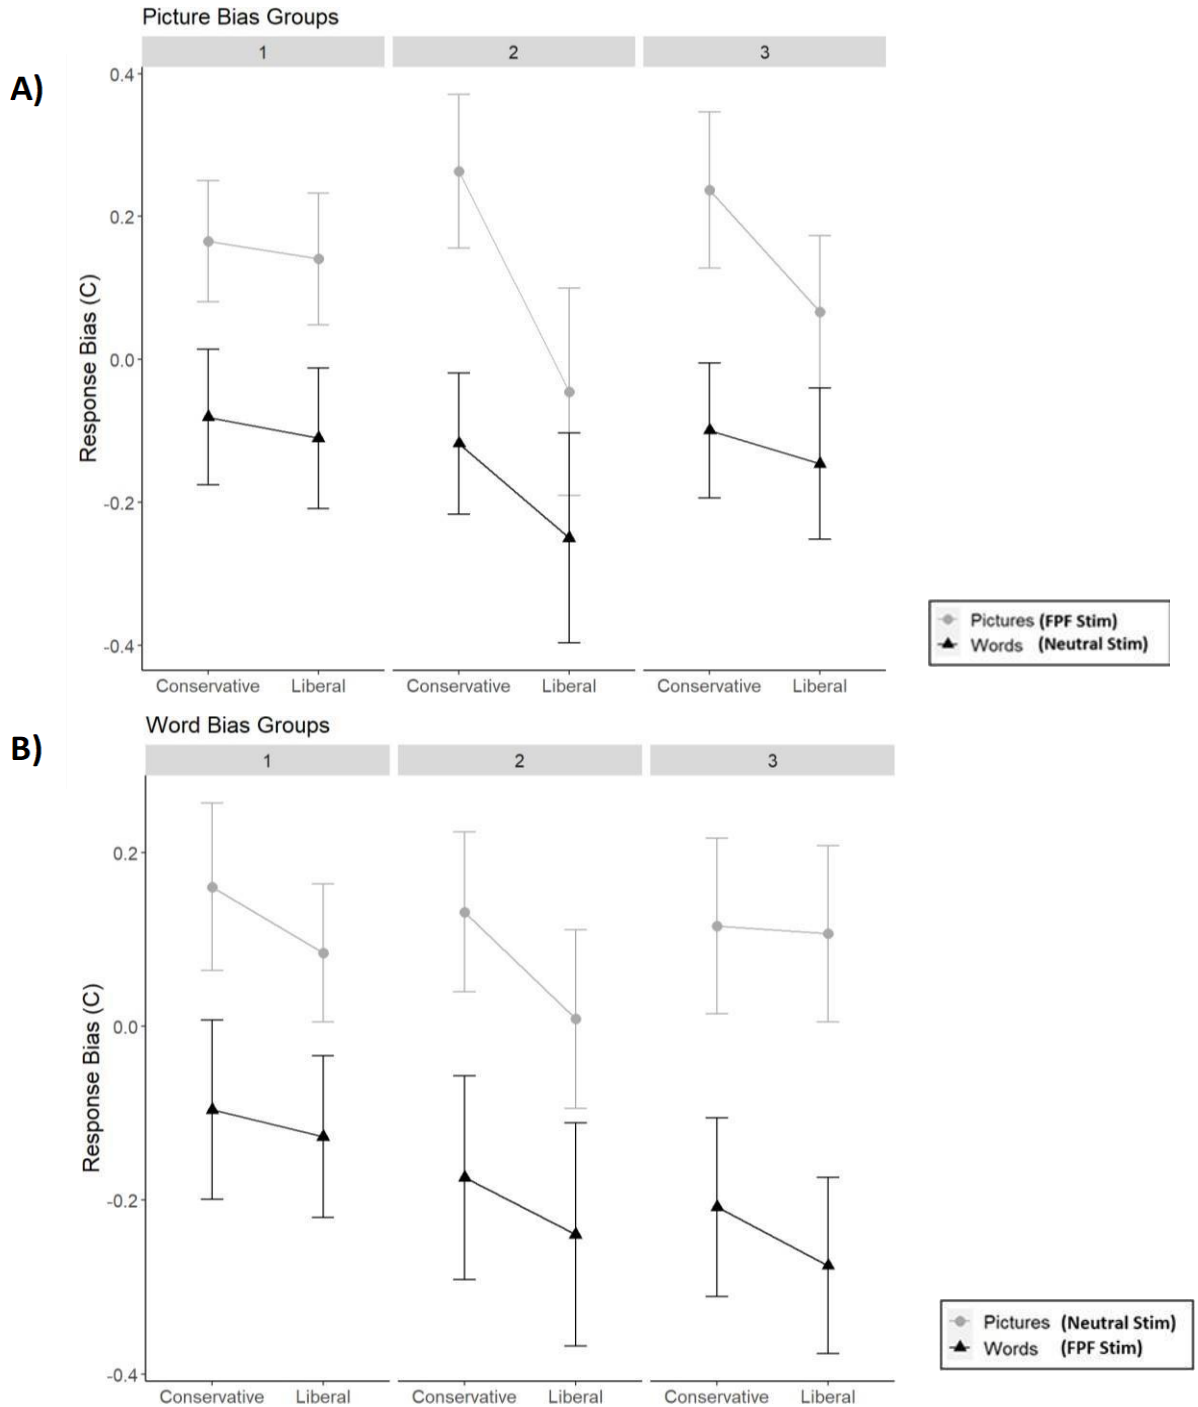 Picture Bias Groups
A)
1 2 3
0.4
0.2
0.0
-0.2
-0.4
Response Bias (C)
Conservative Liberal Conservative Liberal Conservative Liberal
Pictures (FPF Stim)
Words (Neutral Stim)
Word Bias Groups
B)
1 2 3
0.2
0.0
-0.2
-0.4
Response Bias (C)
Conservative Liberal Conservative Liberal Conservative Liberal
Pictures (Neutral Stim)
Words (FPF Stim)